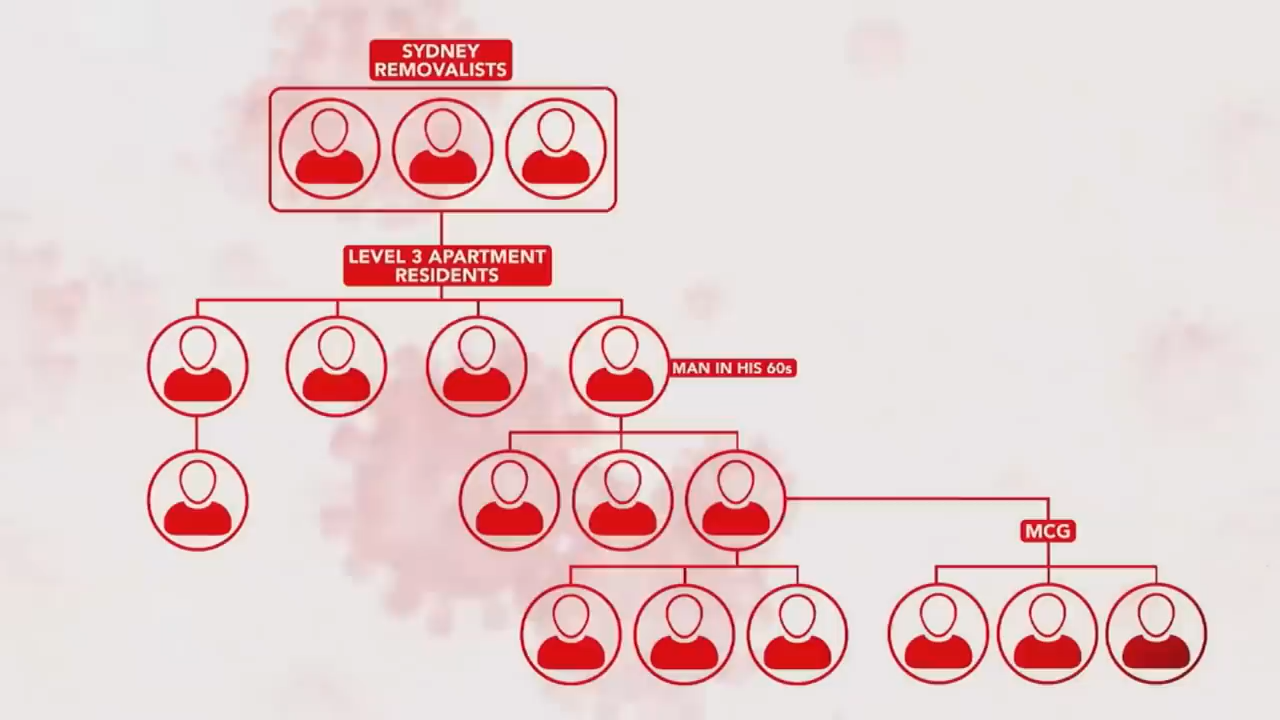 SYDNEY
REMOVALISTS
LEVEL 3 APARTMENT
RESIDENTS
MAN IN HIS 60s
MCG